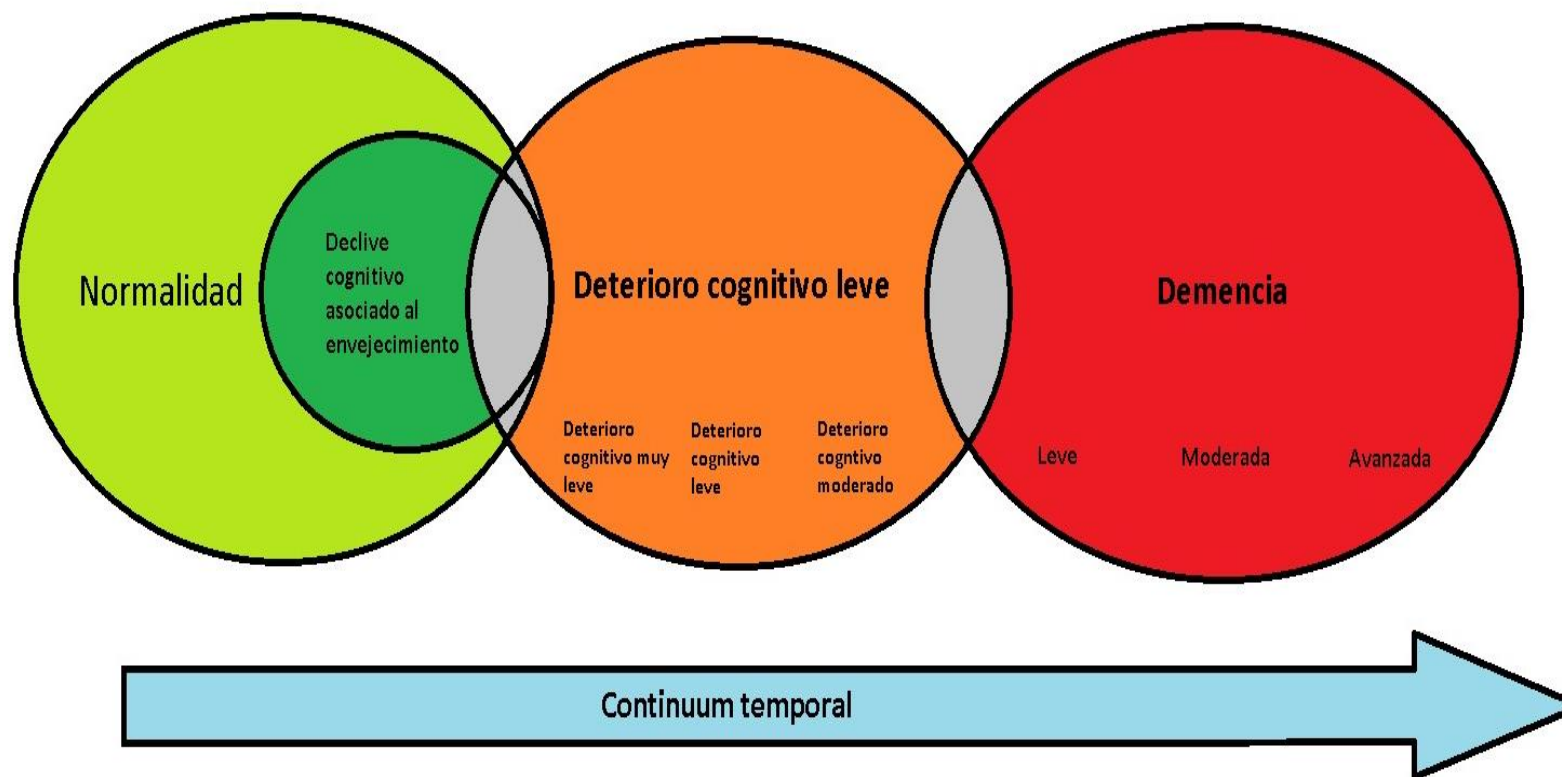 Normalidad
Declive
cognitivo
asociado al
envejecimiento
Deterioro cognitivo leve
Deterioro
cognitivo muy
leve
Deterioro
cognitivo
leve
Deterioro
cogntivo
moderado
Demencia
Leve
Moderada
Avanzada
Continuum temporal